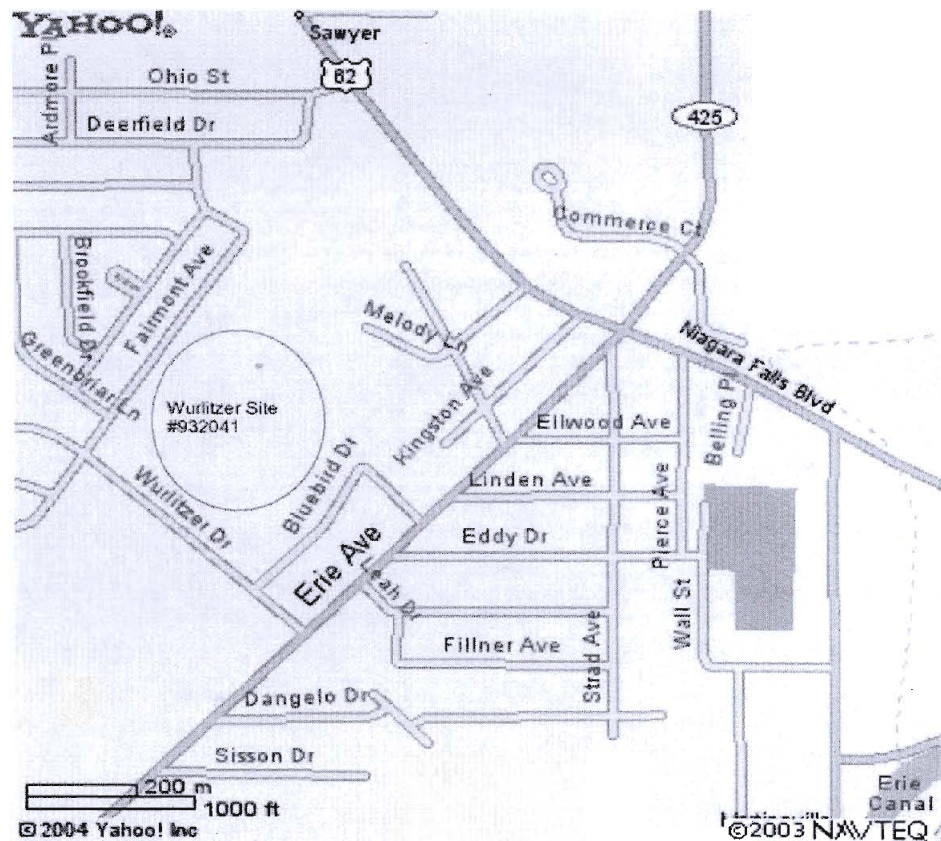 YAHOO!®
Sawyer
Ardmore Pl
Ohio St
62
Deerfield Dr
425
Commerce Ct
Brookfield Dr
Fairmont Ave
Melody Ln
Niagara Falls Blvd
Greenbriar Ln
Wurlitzer Site
#932041
Kingston Ave
Belling Pl
Ellwood Ave
Bluebird Dr
Linden Ave
Wurlitzer Dr
Pierce Ave
Eddy Dr
Erie Ave
Leah Dr
Wall St
Fillner Ave
Strad Ave
Dangelo Dr
Sisson Dr
200 m
1000 ft
Erie
Canal
© 2004 Yahoo! Inc
©2003 NAVTEQ